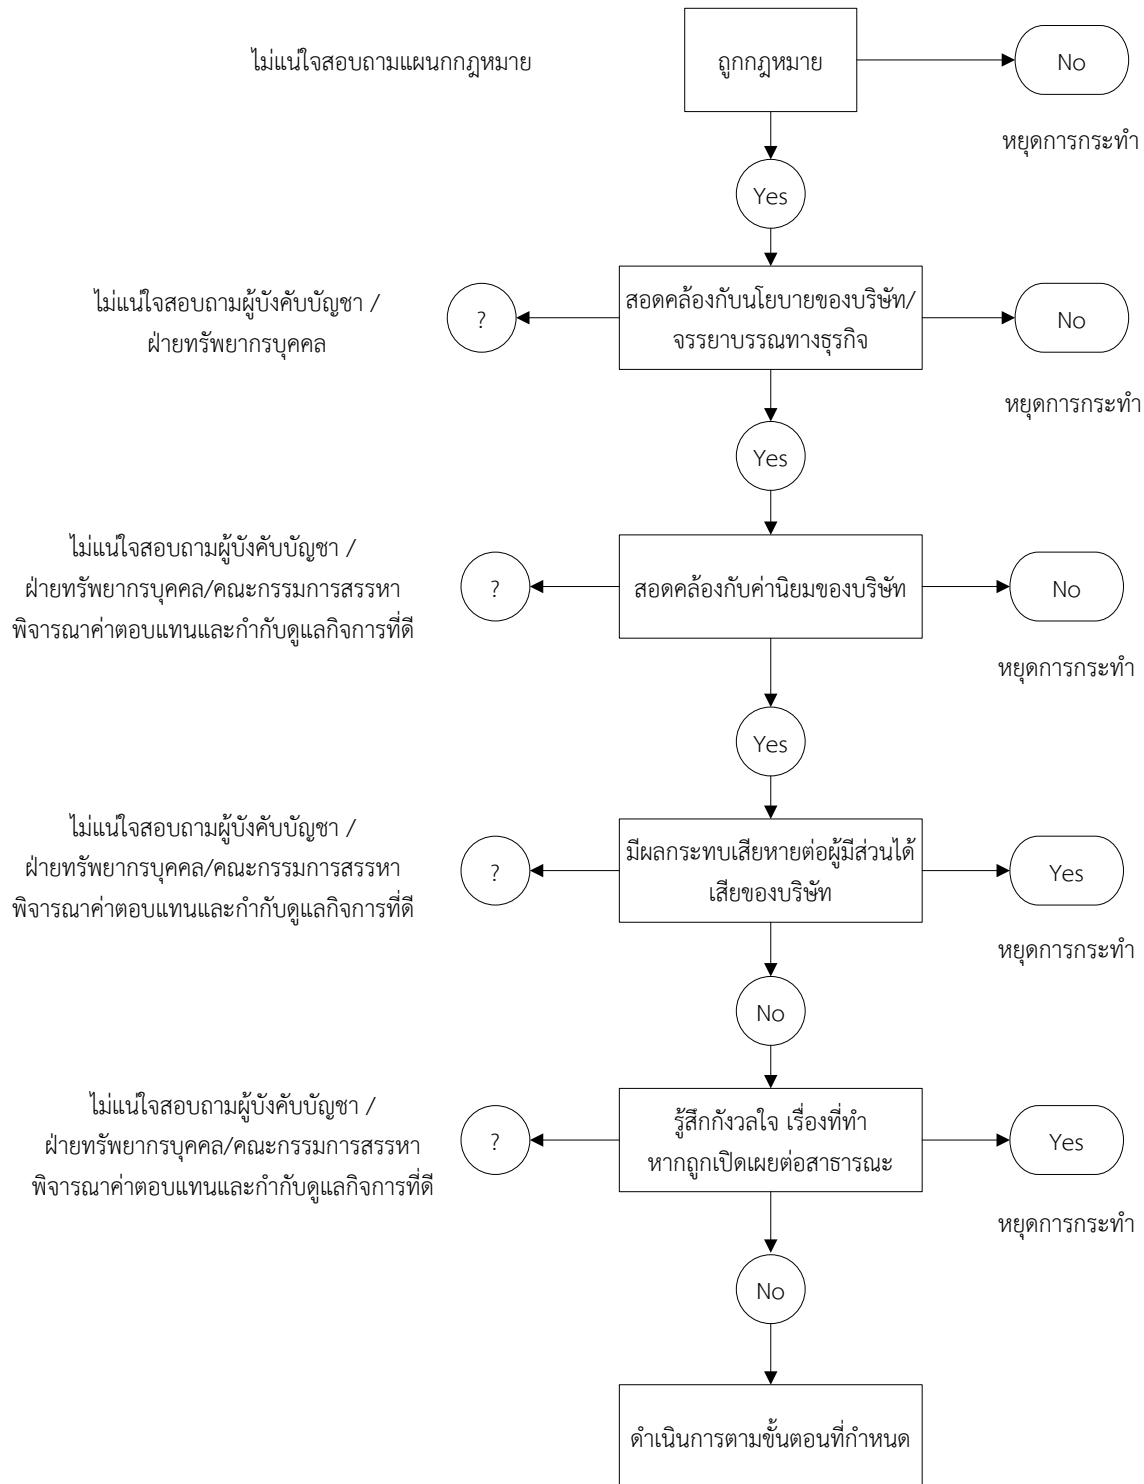 ไม่แน่ใจสอบถามแผนกกฎหมาย
ถูกกฎหมาย
No
หยุดการกระทำ
Yes
ไม่แน่ใจสอบถามผู้บังคับบัญชา /
ฝ่ายทรัพยากรบุคคล
?
สอดคล้องกับนโยบายของบริษัท/
จรรยาบรรณทางธุรกิจ
No
หยุดการกระทำ
Yes
ไม่แน่ใจสอบถามผู้บังคับบัญชา /
ฝ่ายทรัพยากรบุคคล/คณะกรรมการสรรหา
พิจารณาค่าตอบแทนและกำกับดูแลกิจการที่ดี
?
สอดคล้องกับค่านิยมของบริษัท
No
หยุดการกระทำ
Yes
ไม่แน่ใจสอบถามผู้บังคับบัญชา /
ฝ่ายทรัพยากรบุคคล/คณะกรรมการสรรหา
พิจารณาค่าตอบแทนและกำกับดูแลกิจการที่ดี
?
มีผลกระทบเสียหายต่อผู้มีส่วนได้
เสียของบริษัท
Yes
หยุดการกระทำ
No
ไม่แน่ใจสอบถามผู้บังคับบัญชา /
ฝ่ายทรัพยากรบุคคล/คณะกรรมการสรรหา
พิจารณาค่าตอบแทนและกำกับดูแลกิจการที่ดี
?
รู้สึกกังวลใจ เรื่องที่ทำ
หากถูกเปิดเผยต่อสาธารณะ
Yes
หยุดการกระทำ
No
ดำเนินการตามขั้นตอนที่กำหนด